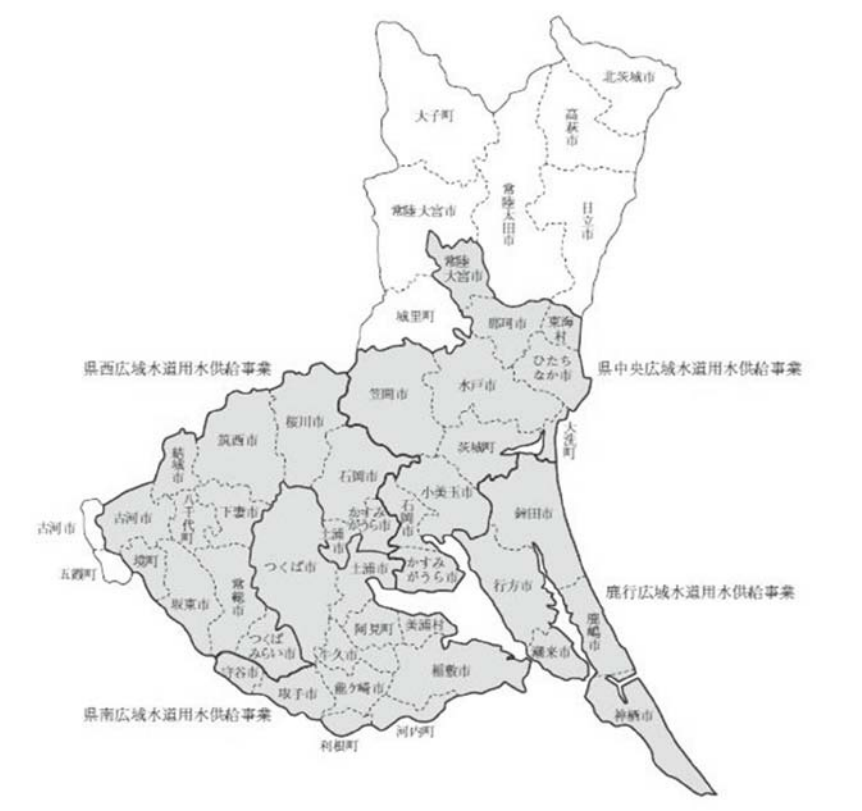 北茨城市
大子町
高萩市
常陸大宮市
常陸太田市
日立市
常陸
大宮市
城里町
那珂市
東海
村
県西広域水道用水供給事業
ひたち
なか市
県中央広域水道用水供給事業
笠間市
水戸市
桜川市
大洗町
筑西市
茨城町
結城市
石岡市
小美玉市
八千代町
石岡市
鉾田市
古河市
古河市
下妻市
かすみ
がうら市
土浦市
境町
つくば市
土浦市
かすみ
がうら市
五霞町
常総市
行方市
鹿行広域水道用水供給事業
坂東市
鹿嶋市
阿見町
美浦村
つくば
みらい市
牛久市
潮来市
守谷市
稲敷市
取手市
龍ケ崎市
県南広域水道用水供給事業
神栖市
河内町
利根町